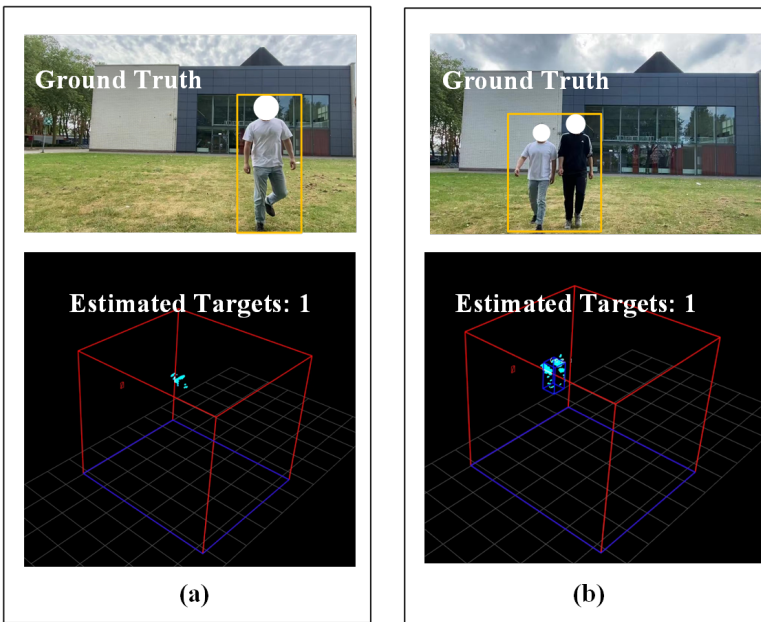 Ground Truth
Estimated Targets: 1
(a)
Ground Truth
Estimated Targets: 1
(b)